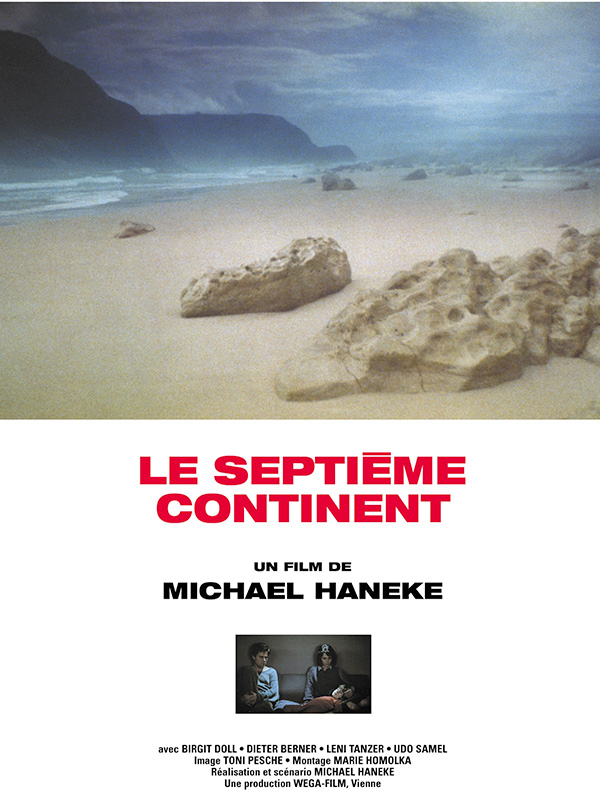 LE SEPTIĒME
CONTINENT
UN FILM DE
MICHAEL HANEKE
avec BIRGIT DOLL • DIETER BERNER • LENI TANZER • UDO SAMEL
Image TONI PESCHE • Montage MARIE HOMOLKA
Réalisation et scénario MICHAEL HANEKE
Une production WEGA-FILM, Vienne